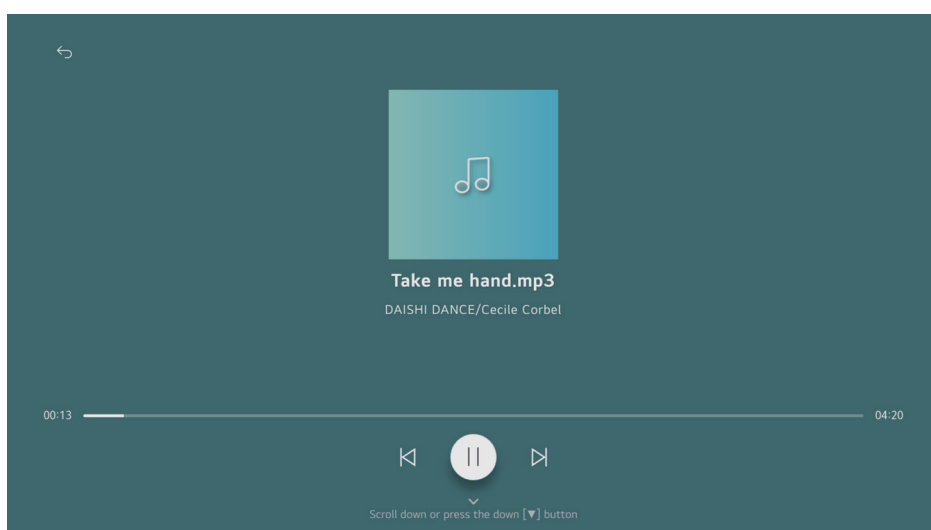 Take me hand.mp3
DAISHI DANCE/Cecile Corbel
00:13 04:20
Scroll down or press the down [▼] button